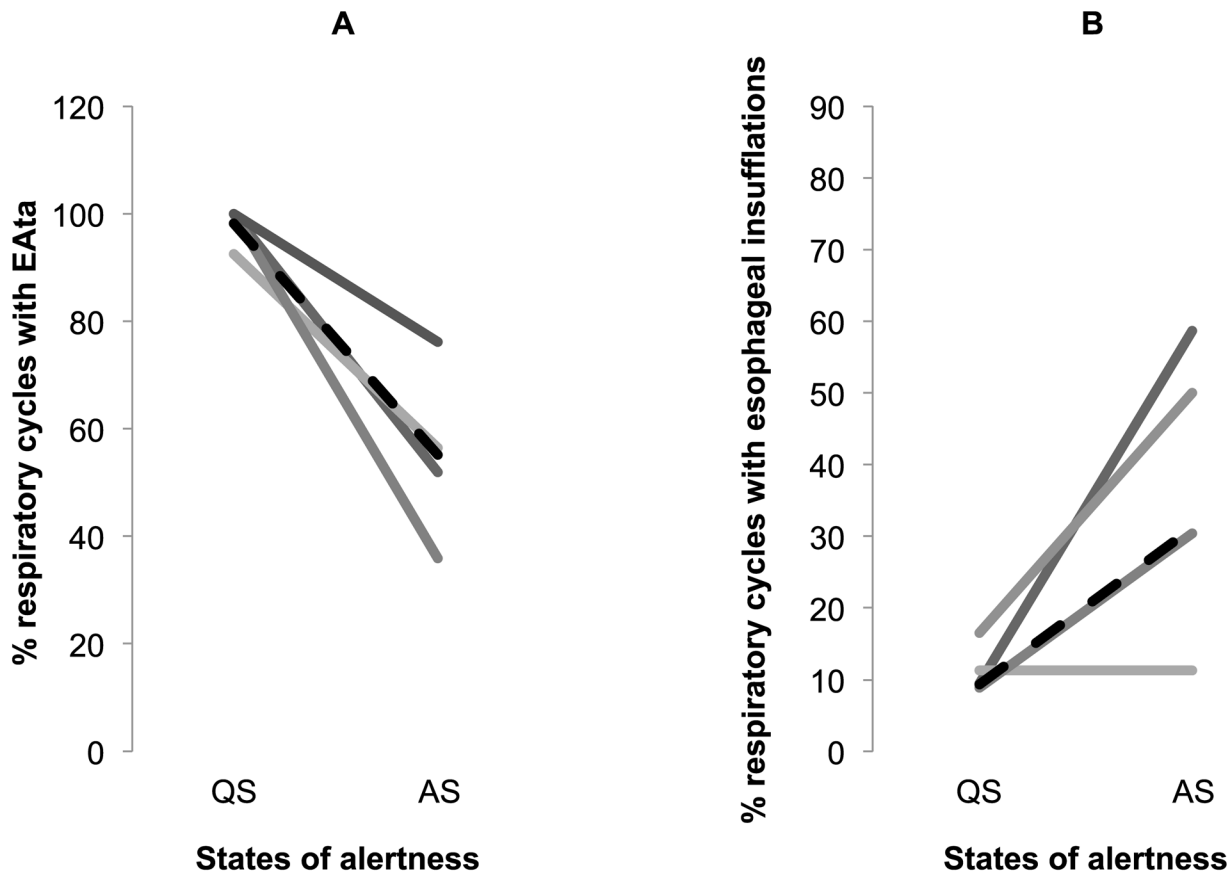 A
% respiratory cycles with EAta
120
100
80
60
40
20
0
QS
AS
States of alertness
B
% respiratory cycles with esophageal insufflations
90
80
70
60
50
40
30
20
10
0
QS
AS
States of alertness